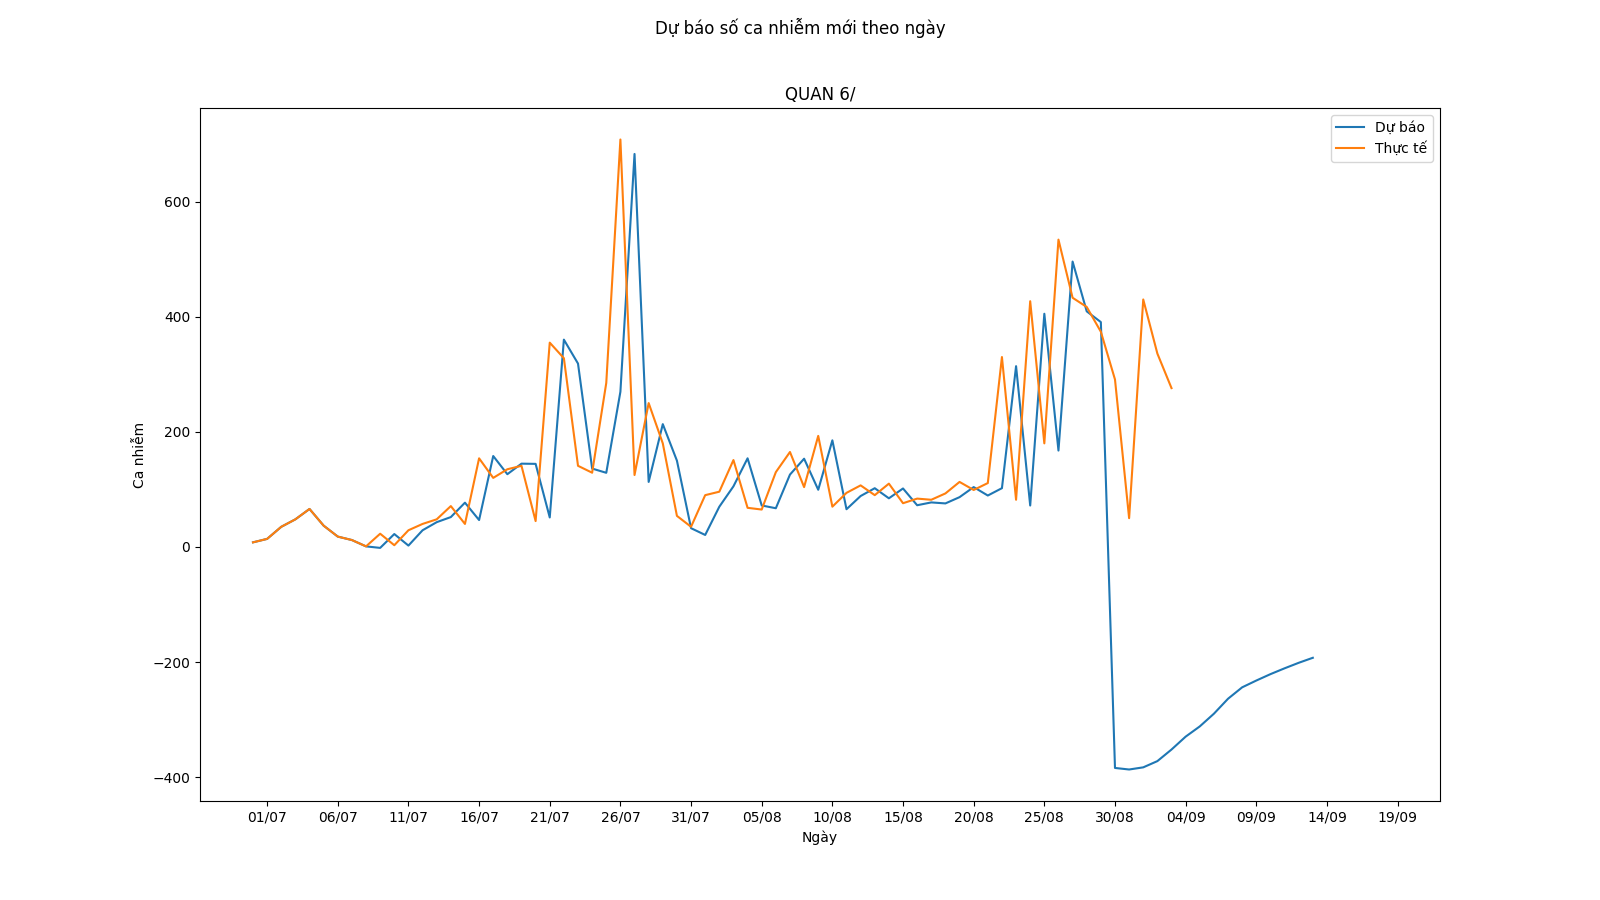 Dự báo số ca nhiễm mới theo ngày
QUAN 6/
Dự báo
Thực tế
600
400
200
0
−200
−400
Ca nhiễm
01/07 06/07 11/07 16/07 21/07 26/07 31/07 05/08 10/08 15/08 20/08 25/08 30/08 04/09 09/09 14/09 19/09
Ngày